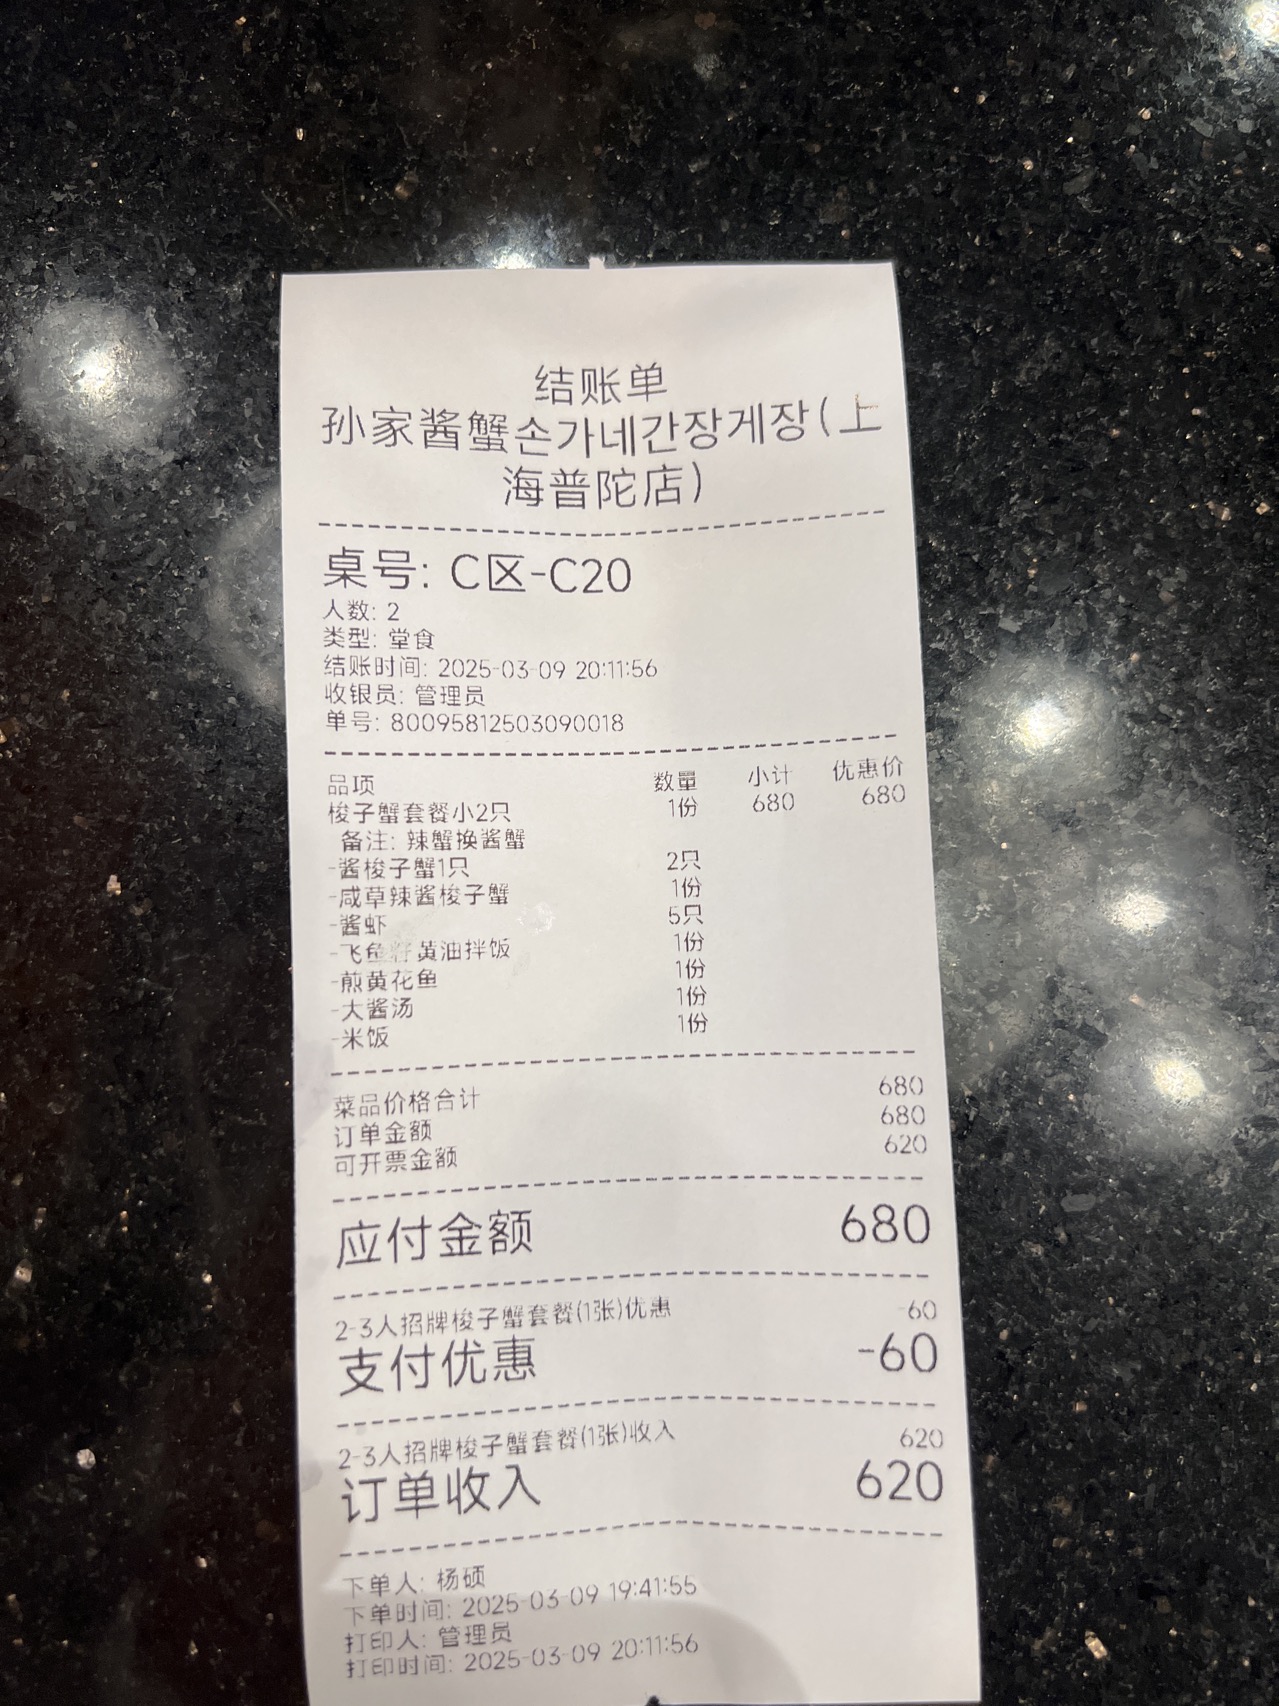 结账单
孙家酱蟹손가네간장게장(上
海普陀店)
桌号: C区-C20
人数: 2
类型: 堂食
结账时间: 2025-03-09 20:11:56
收银员: 管理员
单号: 80095812503090018
品项 数量 小计 优惠价
梭子蟹套餐小2只 1份 680 680
备注: 辣蟹换酱蟹
-酱梭子蟹1只 2只
-咸草辣酱梭子蟹 1份
-酱虾 5只
-飞鱼籽黄油拌饭 1份
-煎黄花鱼 1份
-大酱汤 1份
-米饭 1份
菜品价格合计 680
订单金额 680
可开票金额 620
应付金额 680
2-3人招牌梭子蟹套餐(1张)优惠 -60
支付优惠 -60
2-3人招牌梭子蟹套餐(1张)收入 620
订单收入 620
下单人: 杨硕
下单时间: 2025-03-09 19:41:55
打印人: 管理员
打印时间: 2025-03-09 20:11:56